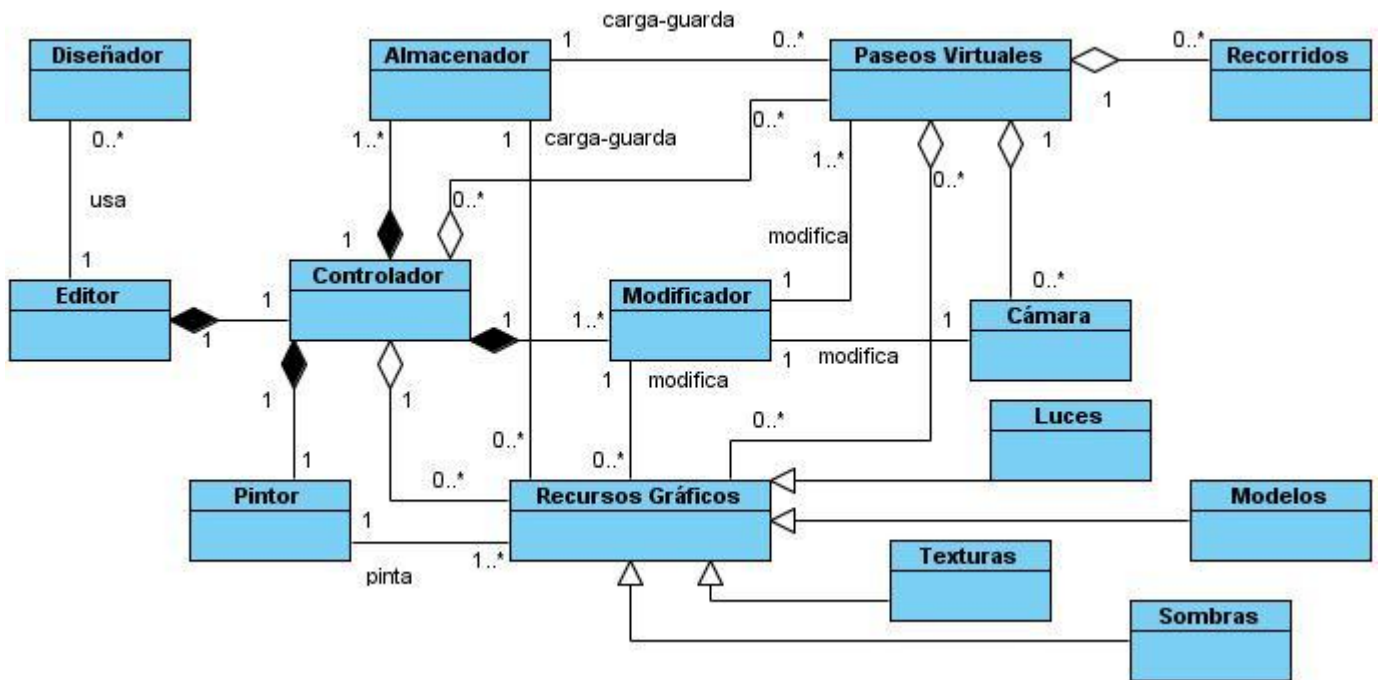 carga-guarda
Diseñador
Almacenador
1
0..*
Paseos Virtuales
0..*
Recorridos
1
0..*
1..*
1
carga-guarda
0..*
1..*
0..*
1
usa
0..*
modifica
1
1
Controlador
Editor
1
1
1
1..*
Modificador
1
1
modifica
1
0..*
Cámara
1
1
1
modifica
Luces
0..*
0..*
1
0..*
0..*
Pintor
Recursos Gráficos
Modelos
1
1..*
pinta
Texturas
Sombras